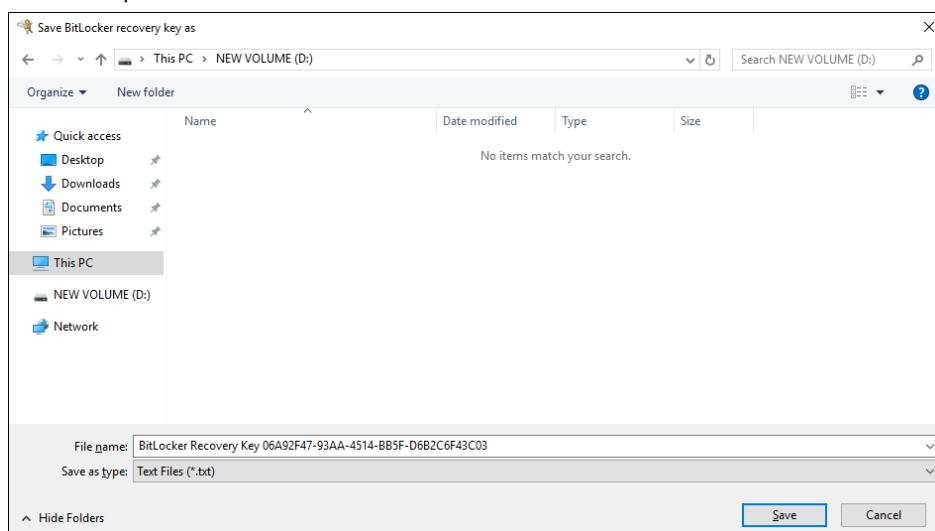 Save BitLocker recovery key as
This PC > NEW VOLUME (D:)
Search NEW VOLUME (D:)
Organize
New folder
Name
Date modified
Type
Size
No items match your search.
Quick access
Desktop
Downloads
Documents
Pictures
This PC
NEW VOLUME (D:)
Network
File name: BitLocker Recovery Key 06A92F47-93AA-4514-BB5F-D6B2C6F43C03
Save as type: Text Files (*.txt)
Hide Folders
Save
Cancel